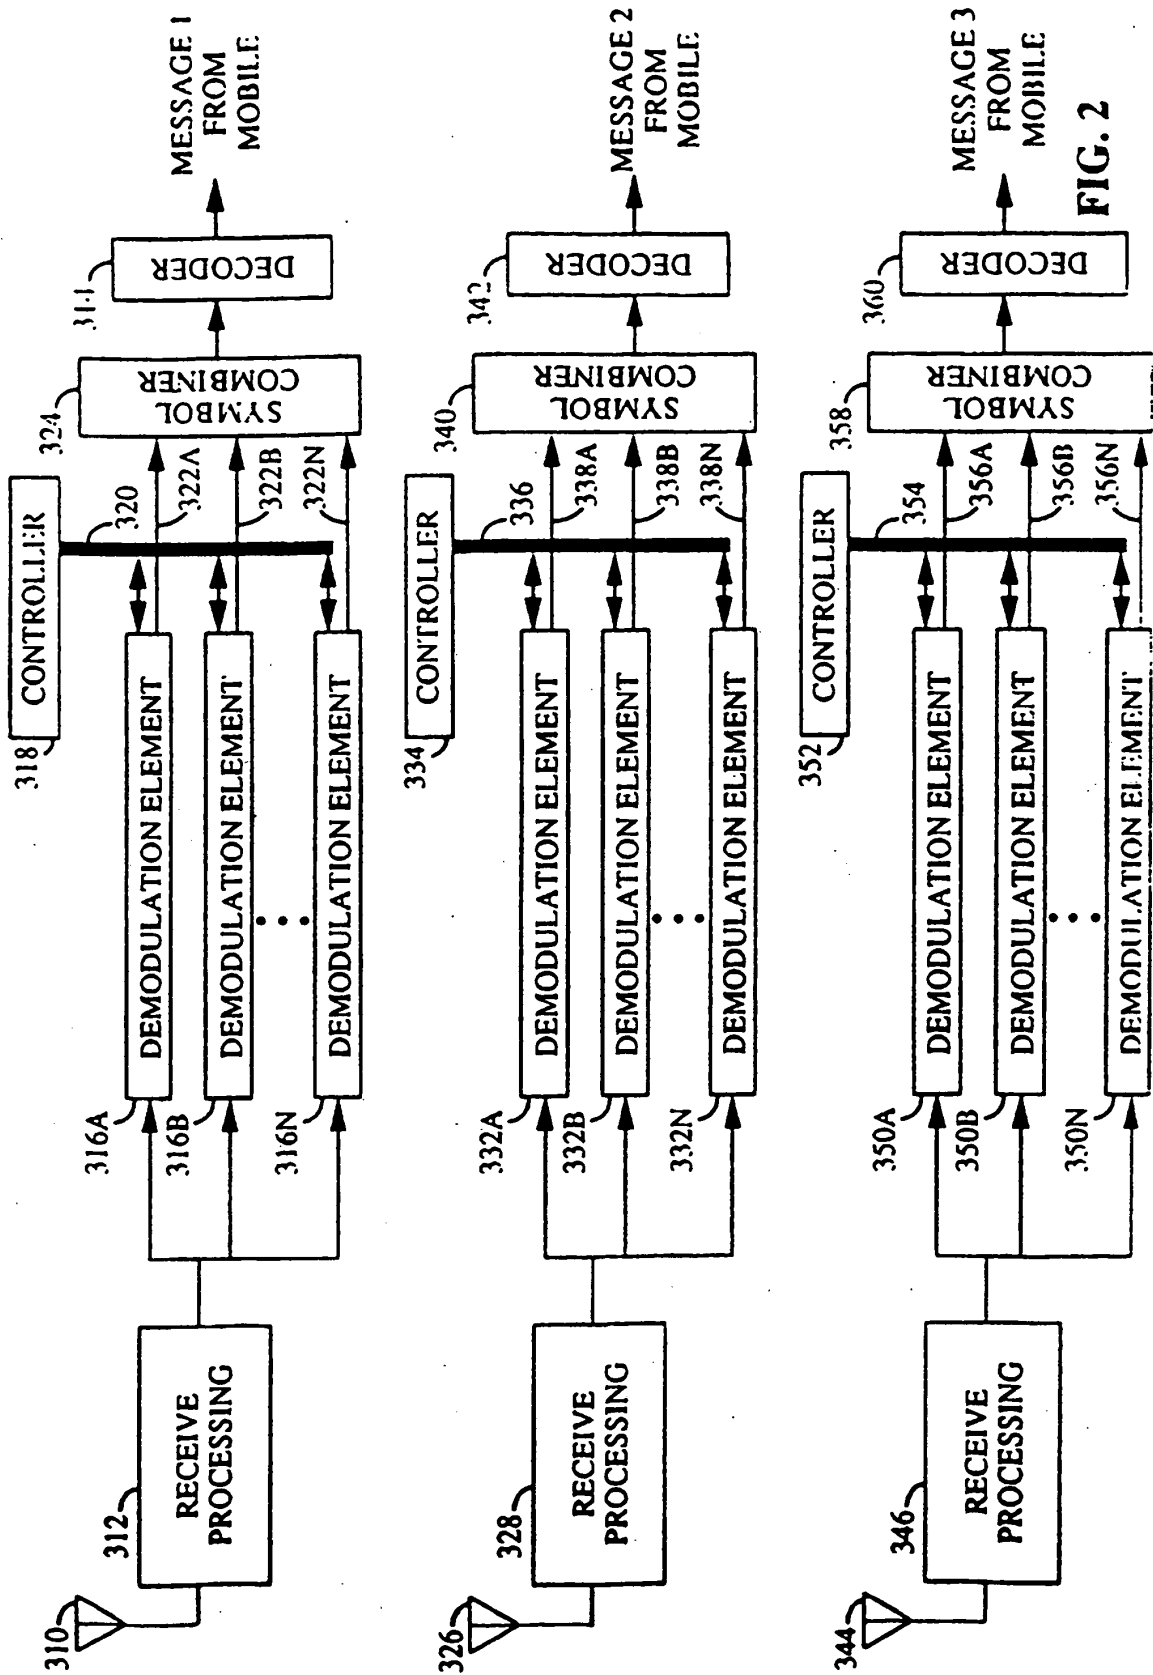 310
312
RECEIVE
PROCESSING
316A
316B
316N
DEMODULATION ELEMENT
DEMODULATION ELEMENT
DEMODULATION ELEMENT
318
CONTROLLER
320
322A
322B
322N
324
SYMBOL
COMBINER
314
DECODER
MESSAGE 1
FROM
MOBILE
326
328
RECEIVE
PROCESSING
332A
332B
332N
DEMODULATION ELEMENT
DEMODULATION ELEMENT
DEMODULATION ELEMENT
334
CONTROLLER
336
338A
338B
338N
340
SYMBOL
COMBINER
342
DECODER
MESSAGE 2
FROM
MOBILE
344
346
RECEIVE
PROCESSING
350A
350B
350N
DEMODULATION ELEMENT
DEMODULATION ELEMENT
DEMODULATION ELEMENT
352
CONTROLLER
354
356A
356B
356N
358
SYMBOL
COMBINER
360
DECODER
MESSAGE 3
FROM
MOBILE
FIG. 2